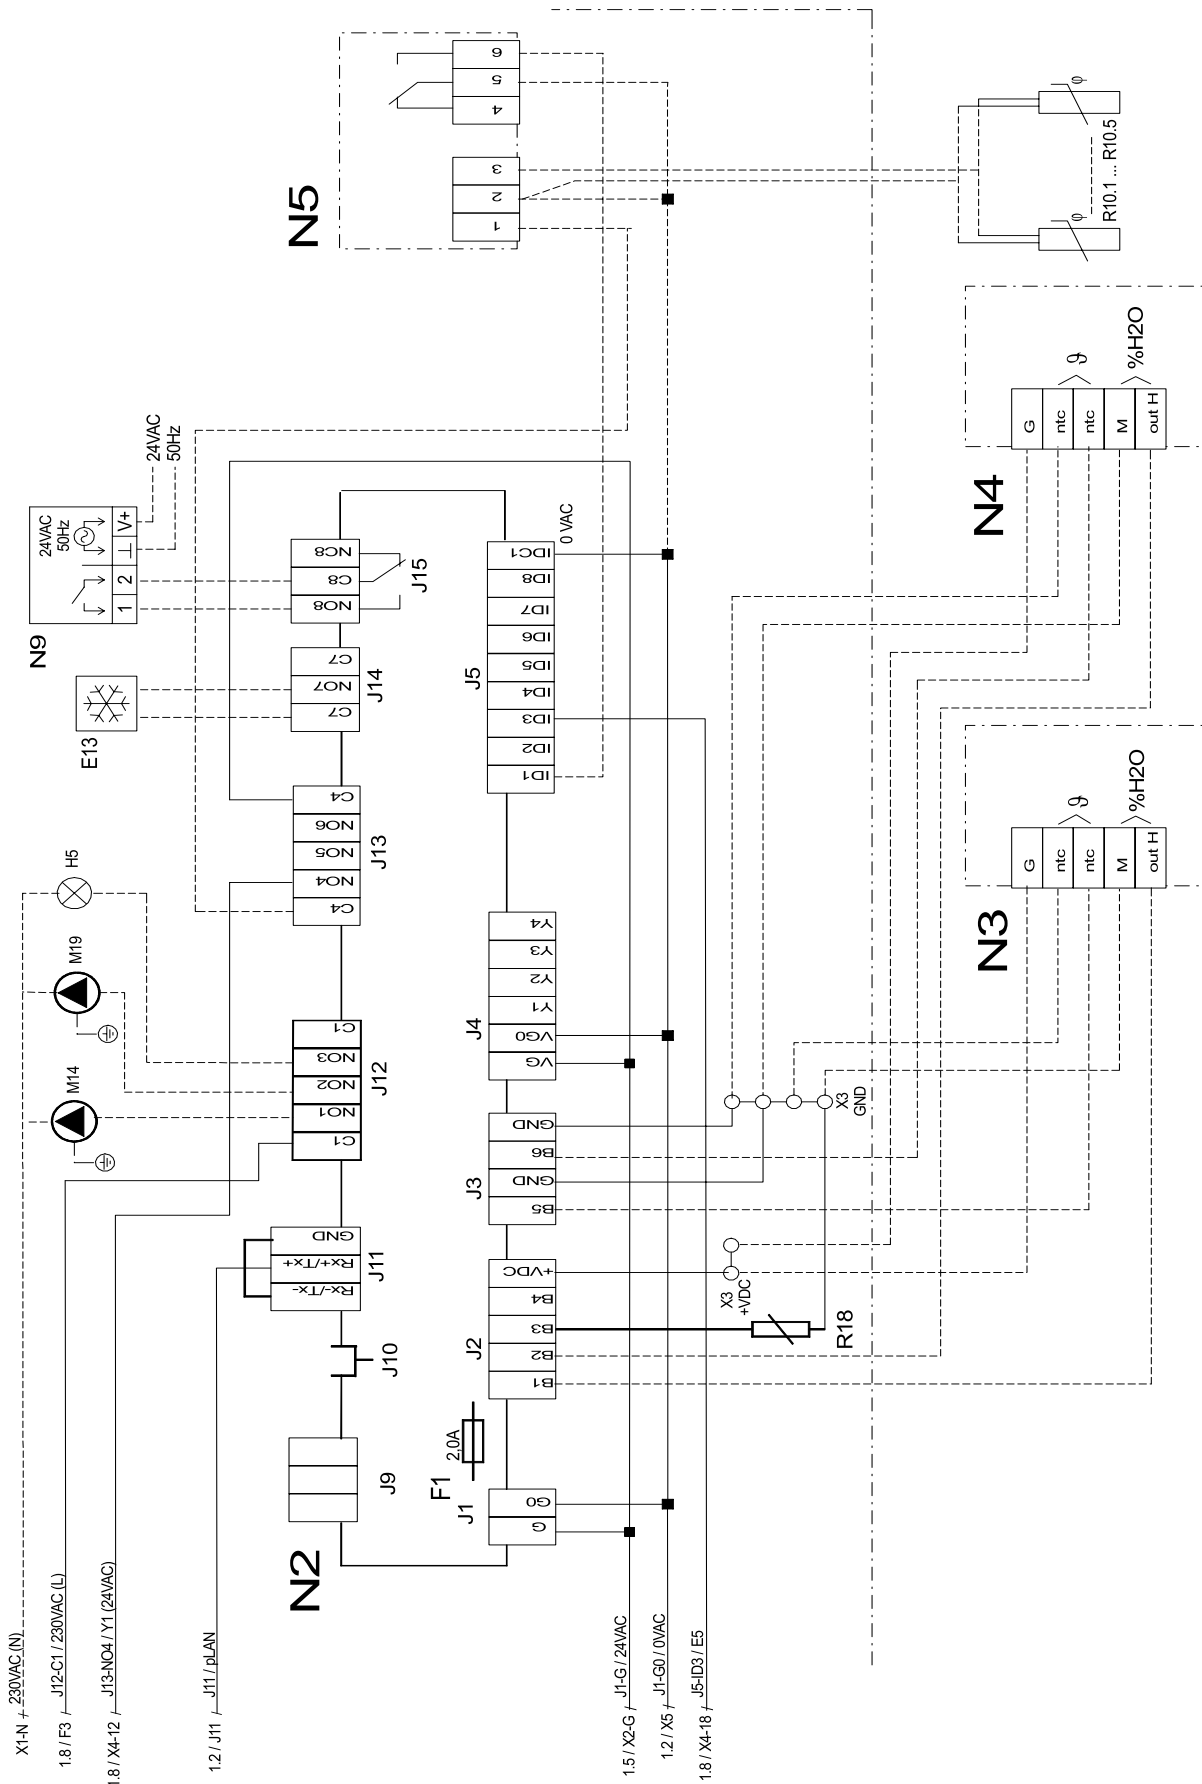 N5
1
2
3
4
5
6
φ
φ
R10.1 ... R10.5
N9
24VAC
50Hz
1
2
⊥
V+
24VAC
50Hz
E13
H5
M19
M14
C7
NO7
C7
J14
NO8
C8
NC8
J15
C4
NO4
NO5
NO6
C4
J13
C1
NO1
NO2
NO3
C1
J12
Rx-/Tx-
Rx+/Tx+
GND
J11
J10
J9
N2
ID1
ID2
ID3
ID4
ID5
ID6
ID7
ID8
IDC1
0 VAC
J5
VG
VG0
Y1
Y2
Y3
Y4
J4
B5
GND
B6
GND
J3
B1
B2
B3
B4
+VDC
J2
F1
2,0A
G
G0
J1
X3
GND
X3
+VDC
R18
N4
G
ntc
ntc
M
out H
ϑ
%H2O
N3
G
ntc
ntc
M
out H
ϑ
%H2O
X1-N / 230VAC (N)
1.8 / F3 / J12-C1 / 230VAC (L)
1.8 / X4-12 / J13-NO4 / Y1 (24VAC)
1.2 / J11 / J11 / pLAN
1.5 / X2-G / J1-G / 24VAC
1.2 / X5 / J1-G0 / 0VAC
1.8 / X4-18 / J5-ID3 / E5